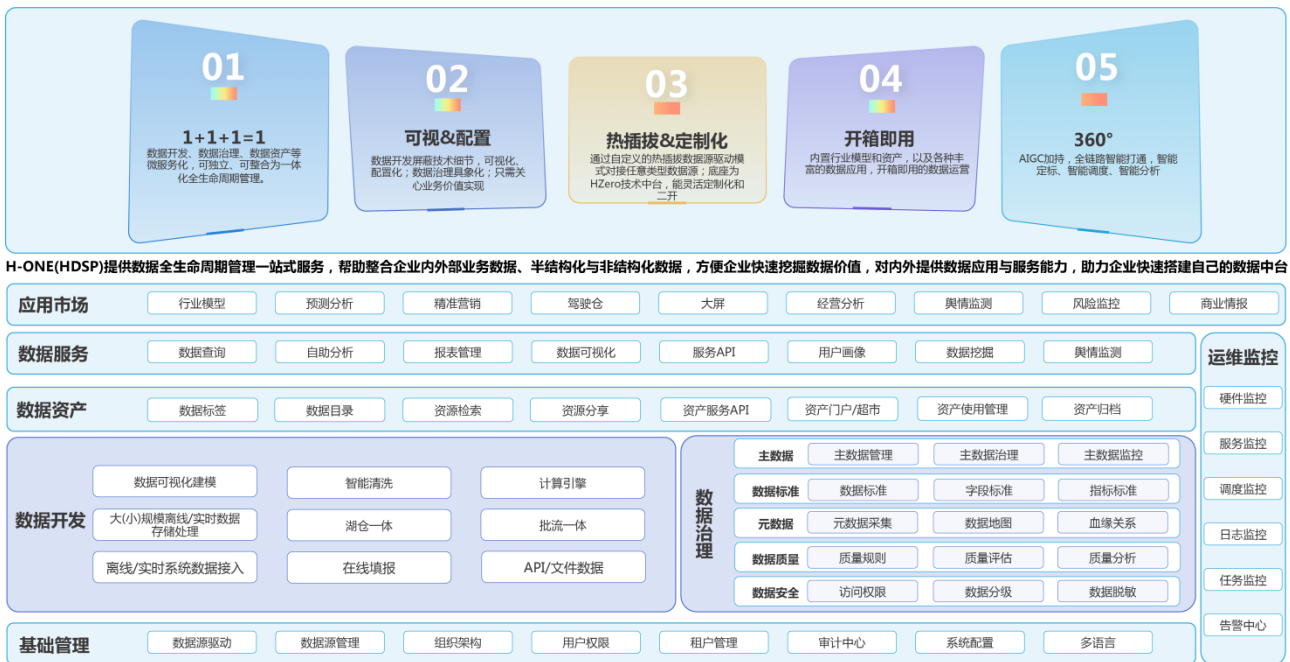 01
1+1+1=1
数据开发、数据治理、数据资产等
微服务化，可独立、可整合为一体
化全生命周期管理。
02
可视&配置
数据开发屏蔽技术细节，可视化、
配置化；数据治理具象化；只需关
心业务价值实现
03
热插拔&定制化
通过自定义的热插拔数据源驱动模
式对接任意类型数据源；底座为
HZero技术中台，能灵活定制化和
二开
04
开箱即用
内置行业模型和资产，以及各种丰
富的数据应用，开箱即用的数据运营
05
360°
AIGC加持，全链路智能打通，智能
定标、智能调度、智能分析
H-ONE(HDSP)提供数据全生命周期管理一站式服务，帮助整合企业内外部业务数据、半结构化与非结构化数据，方便企业快速挖掘数据价值，对内外提供数据应用与服务能力，助力企业快速搭建自己的数据中台
应用市场 行业模型 预测分析 精准营销 驾驶仓 大屏 经营分析 舆情监测 风险监控 商业情报
数据服务 数据查询 自助分析 报表管理 数据可视化 服务API 用户画像 数据挖掘 舆情监测
数据资产 数据标签 数据目录 资源检索 资源分享 资产服务API 资产门户/超市 资产使用管理 资产归档
数据开发
数据可视化建模 智能清洗 计算引擎
大(小)规模离线/实时数据
存储处理
湖仓一体 批流一体
离线/实时系统数据接入 在线填报 API/文件数据
数据治理
主数据 主数据管理 主数据治理 主数据监控
数据标准 数据标准 字段标准 指标标准
元数据 元数据采集 数据地图 血缘关系
数据质量 质量规则 质量评估 质量分析
数据安全 访问权限 数据分级 数据脱敏
基础管理 数据源驱动 数据源管理 组织架构 用户权限 租户管理 审计中心 系统配置 多语言
运维监控
硬件监控
服务监控
调度监控
日志监控
任务监控
告警中心